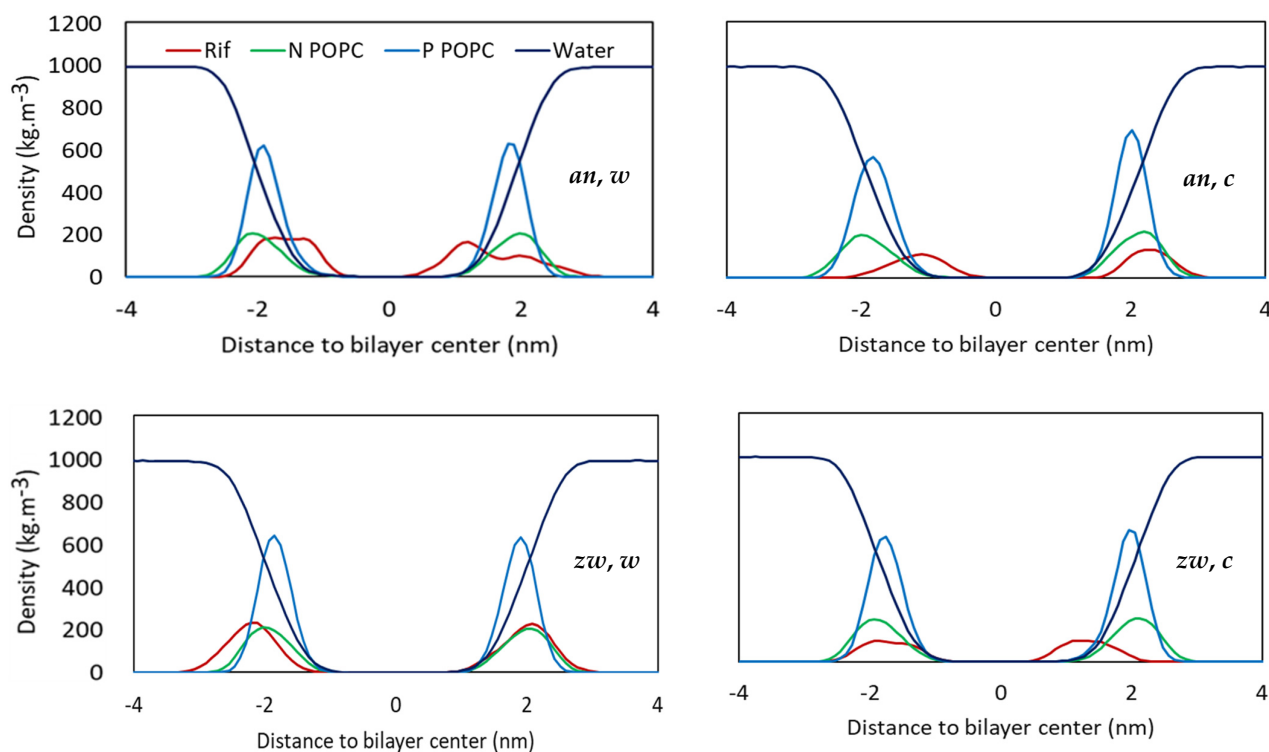 1200
1000
800
600
400
200
0
Density (kg.m-3)
Rif N POPC P POPC Water
an, w
-4 -2 0 2 4
Distance to bilayer center (nm)
an, c
-4 -2 0 2 4
Distance to bilayer center (nm)
1200
1000
800
600
400
200
0
Density (kg.m-3)
zw, w
-4 -2 0 2 4
Distance to bilayer center (nm)
zw, c
-4 -2 0 2 4
Distance to bilayer center (nm)